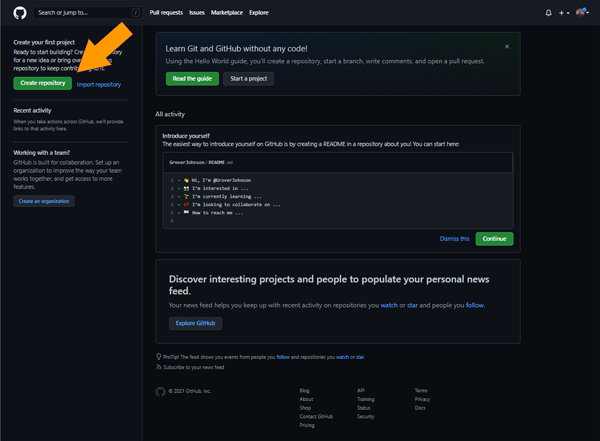 Search or jump to...
/
Pull requests Issues Marketplace Explore
Create your first project
Ready to start building? Cre
for a new idea or bring over
repository to keep contri
Create repository
Import repository
Recent activity
When you take actions across GitHub, we'll provide
links to that activity here.
Working with a team?
GitHub is built for collaboration. Set up an
organization to improve the way your team
works together, and get access to more
features.
Create an organization
Learn Git and GitHub without any code!
Using the Hello World guide, you'll create a repository, start a branch, write comments, and open a pull request.
Read the guide
Start a project
All activity
Introduce yourself
The easiest way to introduce yourself on GitHub is by creating a README in a repository about you! You can start here:
GroverJohnson / README.md
1 - 👋 Hi, I'm @GroverJohnson
2 - 👀 I'm interested in ...
3 - 🌱 I'm currently learning ...
4 - 💞️ I'm looking to collaborate on ...
5 - 📫 How to reach me ...
6
Dismiss this
Continue
Discover interesting projects and people to populate your personal news
feed.
Your news feed helps you keep up with recent activity on repositories you watch or star and people you follow.
Explore GitHub
ProTip! The feed shows you events from people you follow and repositories you watch or star.
Subscribe to your news feed
© 2021 GitHub, Inc.
Blog
About
Shop
Contact GitHub
Pricing
API
Training
Status
Security
Terms
Privacy
Docs